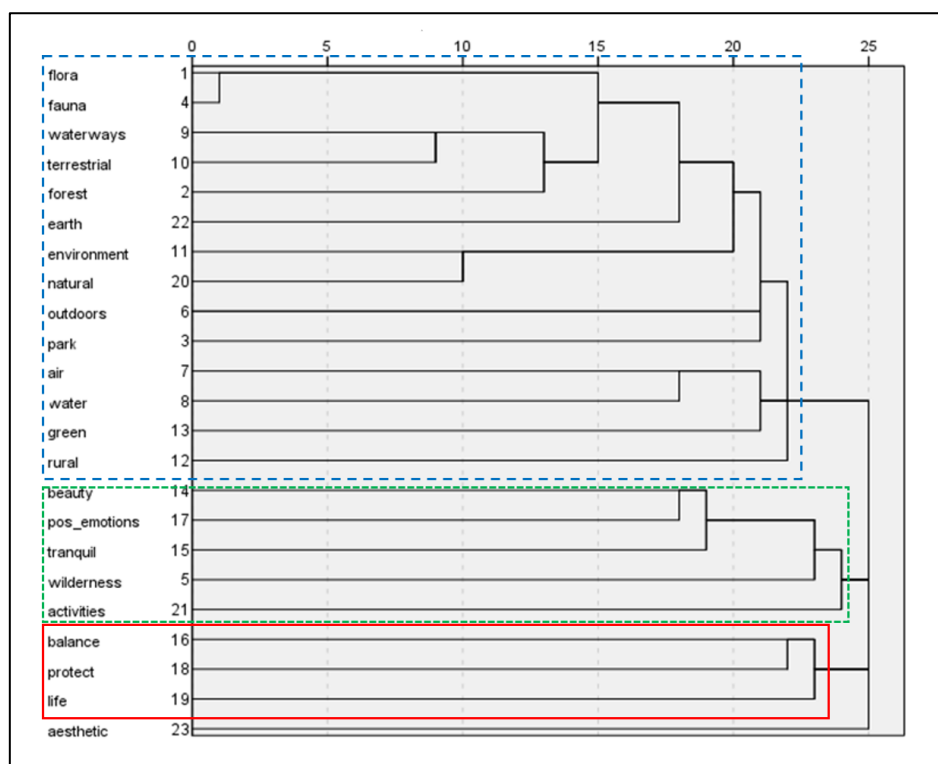 0 5 10 15 20 25
flora 1
fauna 4
waterways 9
terrestrial 10
forest 2
earth 22
environment 11
natural 20
outdoors 6
park 3
air 7
water 8
green 13
rural 12
beauty 14
pos_emotions 17
tranquil 15
wilderness 5
activities 21
balance 16
protect 18
life 19
aesthetic 23